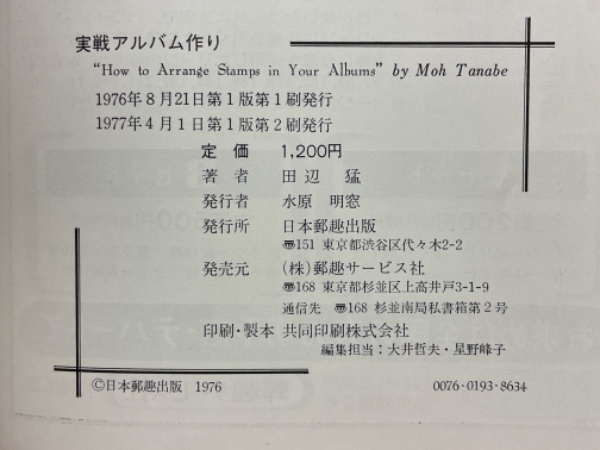 実戦アルバム作り
“How to Arrange Stamps in Your Albums” by Moh Tanabe
1976年8月21日第1版第1刷発行
1977年4月1日第1版第2刷発行
定価 1,200円
著者 田辺 猛
発行者 水原 明窓
発行所 日本郵趣出版
〠151 東京都渋谷区代々木2-2
発売元 (株)郵趣サービス社
〠168 東京都杉並区上高井戸3-1-9
通信先 〠168 杉並南局私書箱第2号
印刷・製本 共同印刷株式会社
編集担当：大井哲夫・星野峰子
©日本郵趣出版 1976 0076・0193・8634